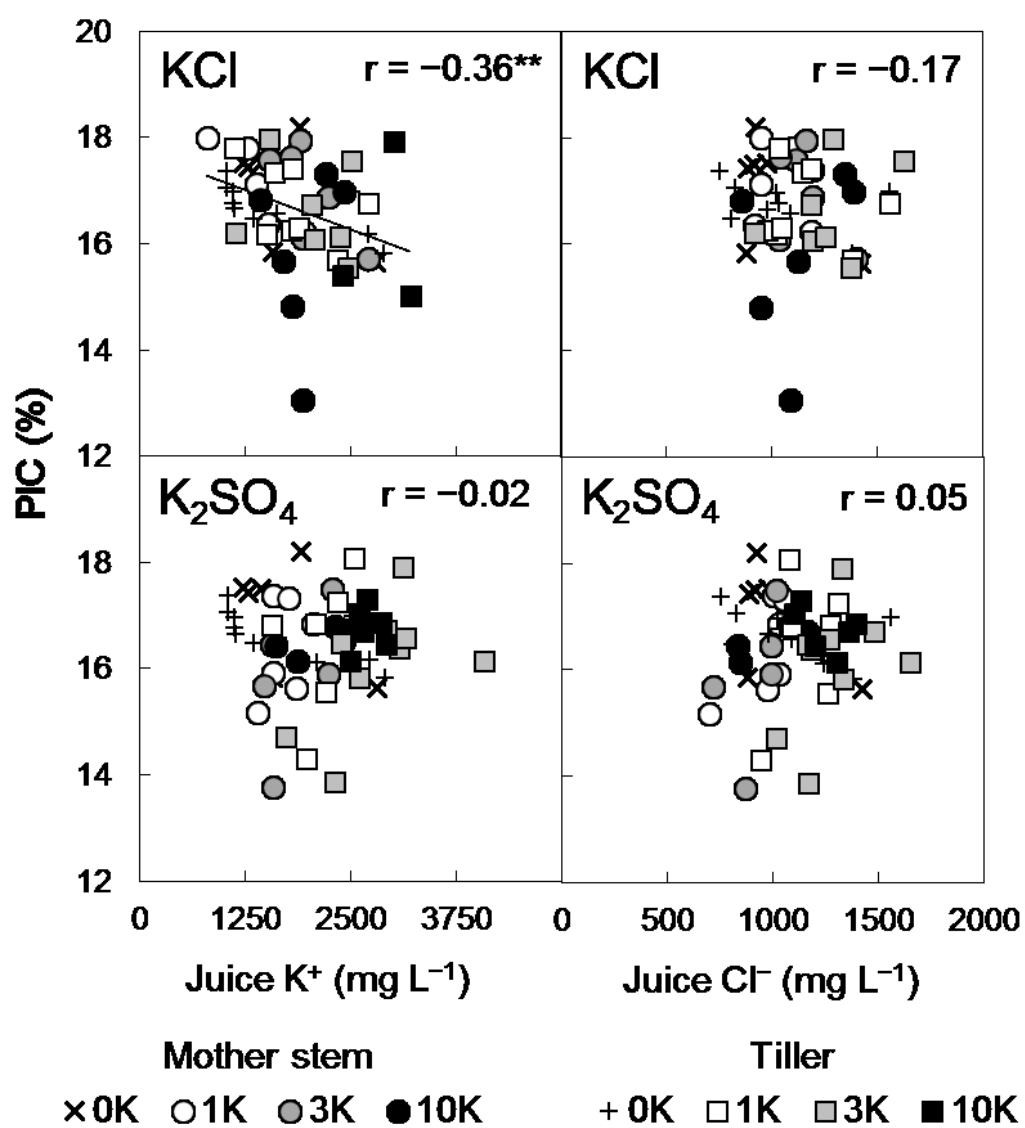 20
KCl r = −0.36**
KCl r = −0.17
18
16
14
12
K₂SO₄ r = −0.02
K₂SO₄ r = 0.05
18
16
14
12
PIC (%)
0 1250 2500 3750
0 500 1000 1500 2000
Juice K⁺ (mg L⁻¹)
Juice Cl⁻ (mg L⁻¹)
Mother stem
Tiller
0K 1K 3K 10K
0K 1K 3K 10K